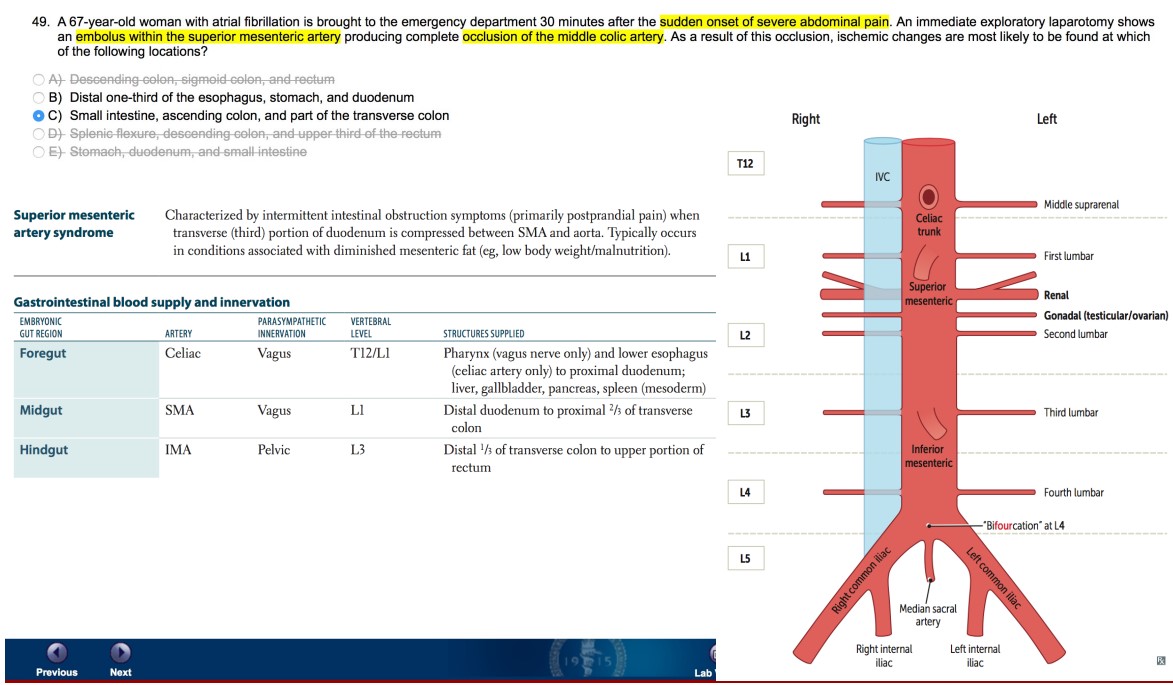 49. A 67-year-old woman with atrial fibrillation is brought to the emergency department 30 minutes after the sudden onset of severe abdominal pain. An immediate exploratory laparotomy shows
an embolus within the superior mesenteric artery producing complete occlusion of the middle colic artery. As a result of this occlusion, ischemic changes are most likely to be found at which
of the following locations?
A) Descending colon, sigmoid colon, and rectum
B) Distal one-third of the esophagus, stomach, and duodenum
C) Small intestine, ascending colon, and part of the transverse colon
D) Splenic flexure, descending colon, and upper third of the rectum
E) Stomach, duodenum, and small intestine
Superior mesenteric
artery syndrome
Characterized by intermittent intestinal obstruction symptoms (primarily postprandial pain) when
transverse (third) portion of duodenum is compressed between SMA and aorta. Typically occurs
in conditions associated with diminished mesenteric fat (eg, low body weight/malnutrition).
Gastrointestinal blood supply and innervation
EMBRYONIC
GUT REGION
ARTERY
PARASYMPATHETIC
INNERVATION
VERTEBRAL
LEVEL
STRUCTURES SUPPLIED
Foregut
Celiac
Vagus
T12/L1
Pharynx (vagus nerve only) and lower esophagus
(celiac artery only) to proximal duodenum;
liver, gallbladder, pancreas, spleen (mesoderm)
Midgut
SMA
Vagus
L1
Distal duodenum to proximal 2/3 of transverse
colon
Hindgut
IMA
Pelvic
L3
Distal 1/3 of transverse colon to upper portion of
rectum
Right
Left
T12
IVC
Celiac
trunk
Middle suprarenal
L1
First lumbar
Superior
mesenteric
Renal
Gonadal (testicular/ovarian)
L2
Second lumbar
L3
Third lumbar
Inferior
mesenteric
L4
Fourth lumbar
"Bifourcation" at L4
L5
Right common iliac
Left common iliac
Median sacral
artery
Right internal
iliac
Left internal
iliac
Previous
Next
1915
Lab